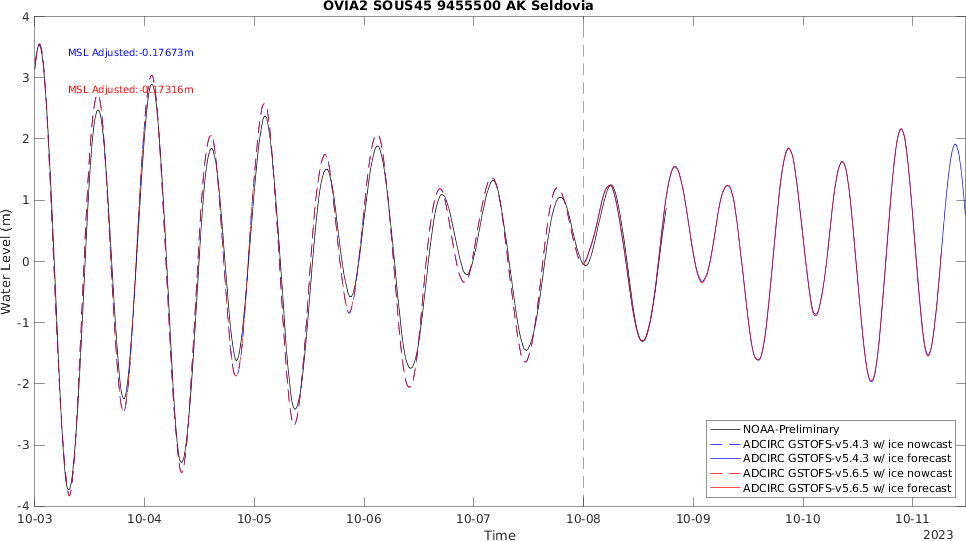 OVIA2 SOUS45 9455500 AK Seldovia
MSL Adjusted:-0.17673m
MSL Adjusted:-0.17316m
4
3
2
1
0
-1
-2
-3
-4
Water Level (m)
NOAA-Preliminary
ADCIRC GSTOFS-v5.4.3 w/ ice nowcast
ADCIRC GSTOFS-v5.4.3 w/ ice forecast
ADCIRC GSTOFS-v5.6.5 w/ ice nowcast
ADCIRC GSTOFS-v5.6.5 w/ ice forecast
10-03 10-04 10-05 10-06 10-07 10-08 10-09 10-10 10-11
Time
2023